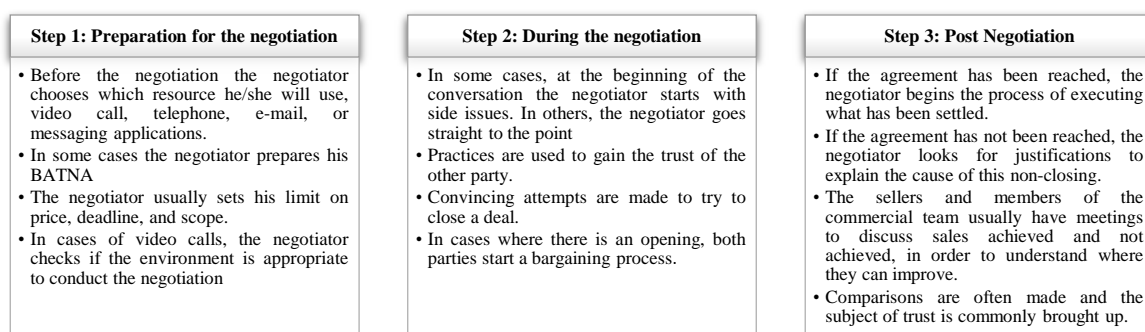 Step 1: Preparation for the negotiation
• Before the negotiation the negotiator
chooses which resource he/she will use,
video call, telephone, e-mail, or
messaging applications.
• In some cases the negotiator prepares his
BATNA
• The negotiator usually sets his limit on
price, deadline, and scope.
• In cases of video calls, the negotiator
checks if the environment is appropriate
to conduct the negotiation
Step 2: During the negotiation
• In some cases, at the beginning of the
conversation the negotiator starts with
side issues. In others, the negotiator goes
straight to the point
• Practices are used to gain the trust of the
other party.
• Convincing attempts are made to try to
close a deal.
• In cases where there is an opening, both
parties start a bargaining process.
Step 3: Post Negotiation
• If the agreement has been reached, the
negotiator begins the process of executing
what has been settled.
• If the agreement has not been reached, the
negotiator looks for justifications to
explain the cause of this non-closing.
• The sellers and members of the
commercial team usually have meetings
to discuss sales achieved and not
achieved, in order to understand where
they can improve.
• Comparisons are often made and the
subject of trust is commonly brought up.